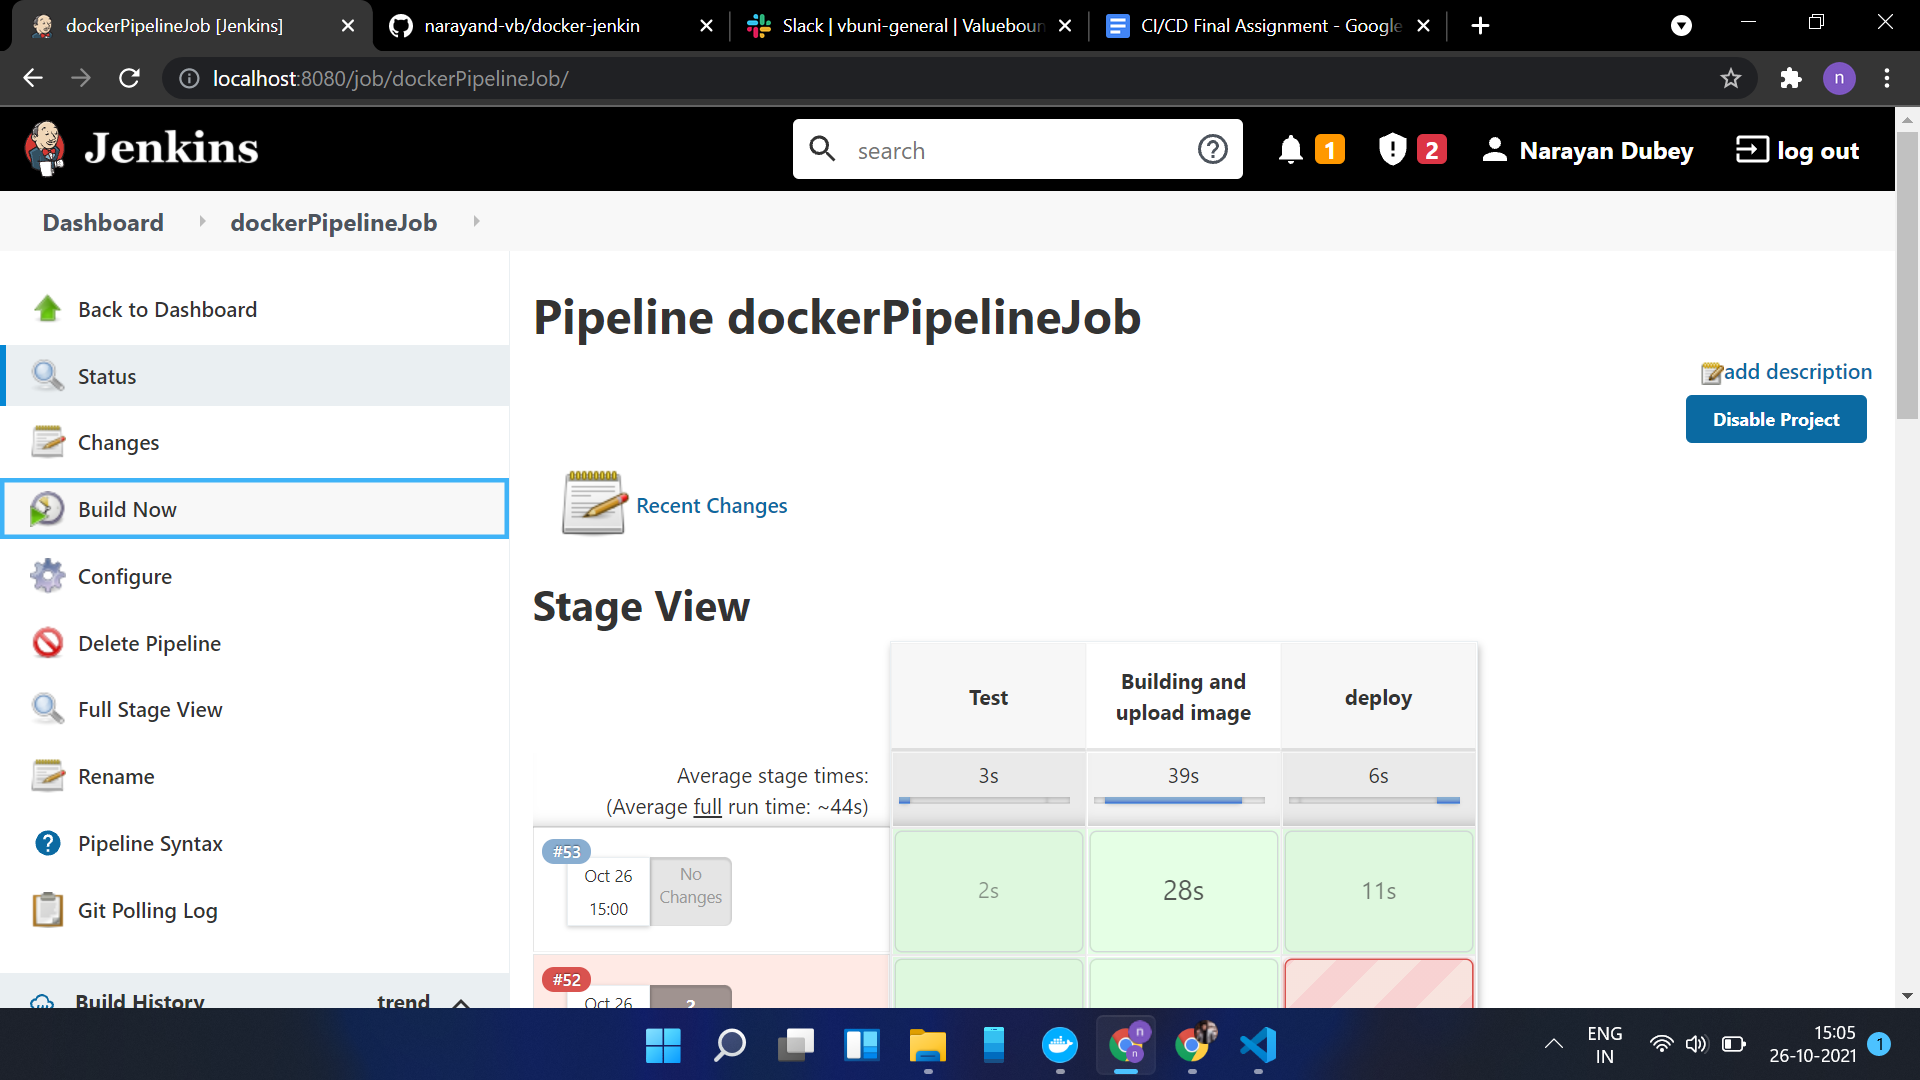 dockerPipelineJob [Jenkins]
narayand-vb/docker-jenkin
Slack | vbuni-general | Valueboun
CI/CD Final Assignment - Google
localhost:8080/job/dockerPipelineJob/
n
Jenkins
search
1
2
Narayan Dubey
log out
Dashboard
dockerPipelineJob
Back to Dashboard
Status
Changes
Build Now
Configure
Delete Pipeline
Full Stage View
Rename
Pipeline Syntax
Git Polling Log
Build History
trend
Pipeline dockerPipelineJob
add description
Disable Project
Recent Changes
Stage View
Test
Building and
upload image
deploy
Average stage times:
(Average full run time: ~44s)
3s
39s
6s
#53
Oct 26
15:00
No
Changes
2s
28s
11s
#52
Oct 26
2
n
n
ENG
IN
15:05
26-10-2021
1